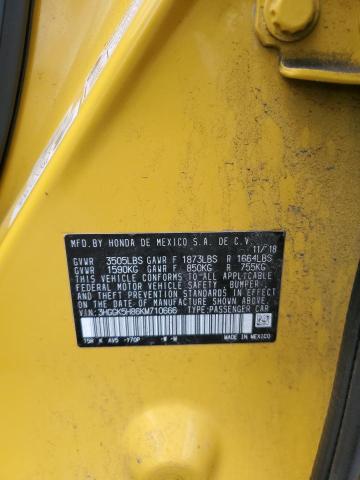 MFD. BY HONDA DE MEXICO S.A. DE C.V.
11/18
GVWR 3505LBS GAWR F 1873LBS R 1664LBS
GVWR 1590KG GAWR F 850KG R 755KG
THIS VEHICLE CONFORMS TO ALL APPLICABLE
FEDERAL MOTOR VEHICLE SAFETY, BUMPER,
AND THEFT PREVENTION STANDARDS IN EFFECT
ON THE DATE OF MANUFACTURE SHOWN ABOVE.
VIN:3HGGK5H86KM710666 TYPE:PASSENGER CAR
MADE IN
MEXICO